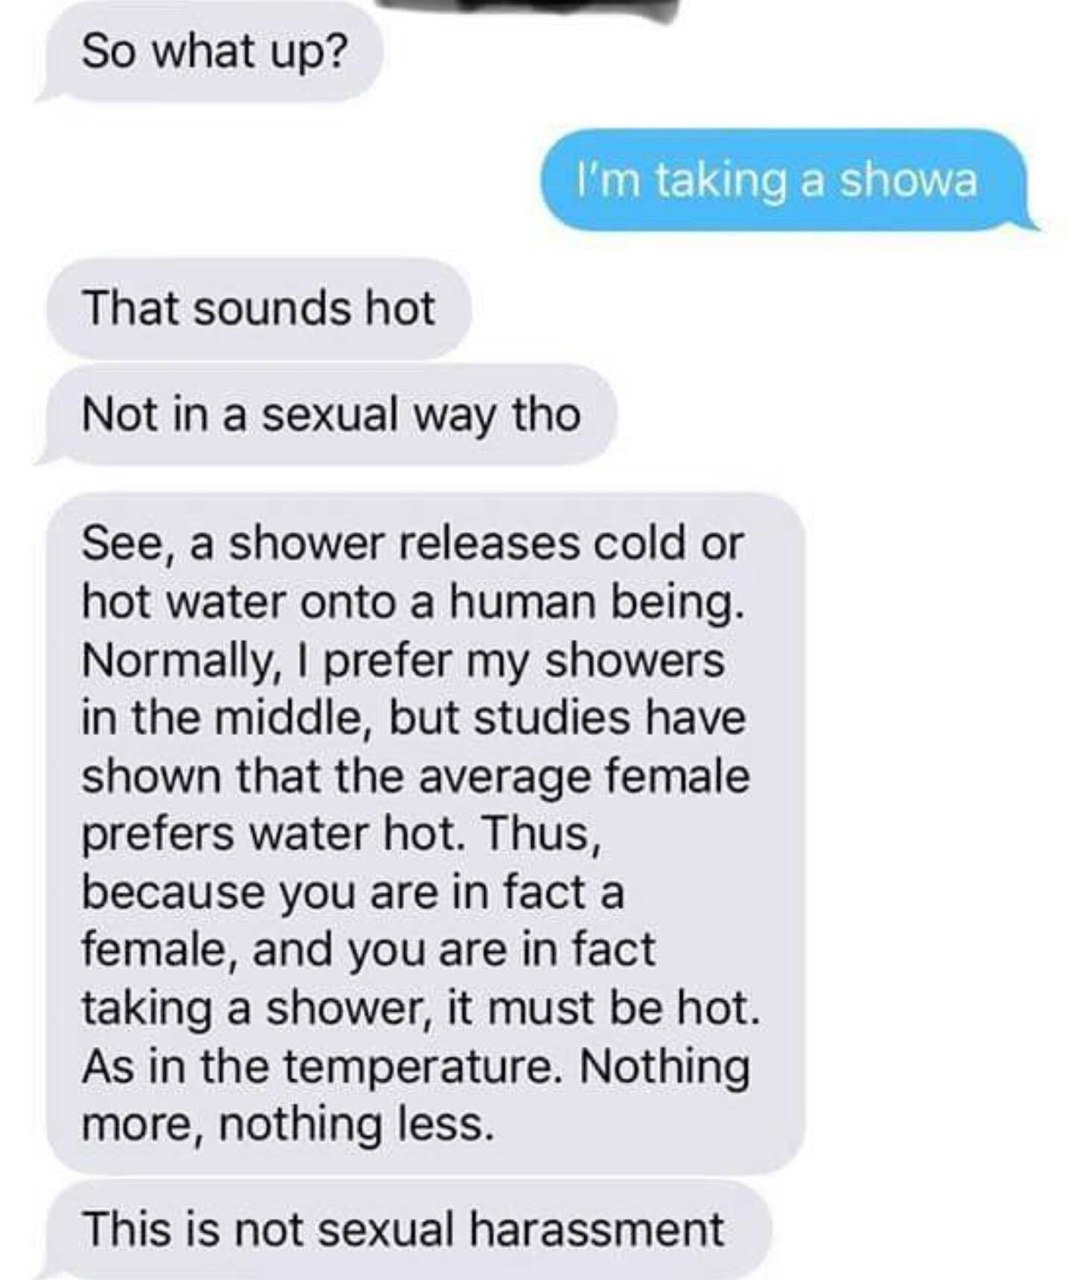 So what up?
I'm taking a showa
That sounds hot
Not in a sexual way tho
See, a shower releases cold or
hot water onto a human being.
Normally, I prefer my showers
in the middle, but studies have
shown that the average female
prefers water hot. Thus,
because you are in fact a
female, and you are in fact
taking a shower, it must be hot.
As in the temperature. Nothing
more, nothing less.
This is not sexual harassment